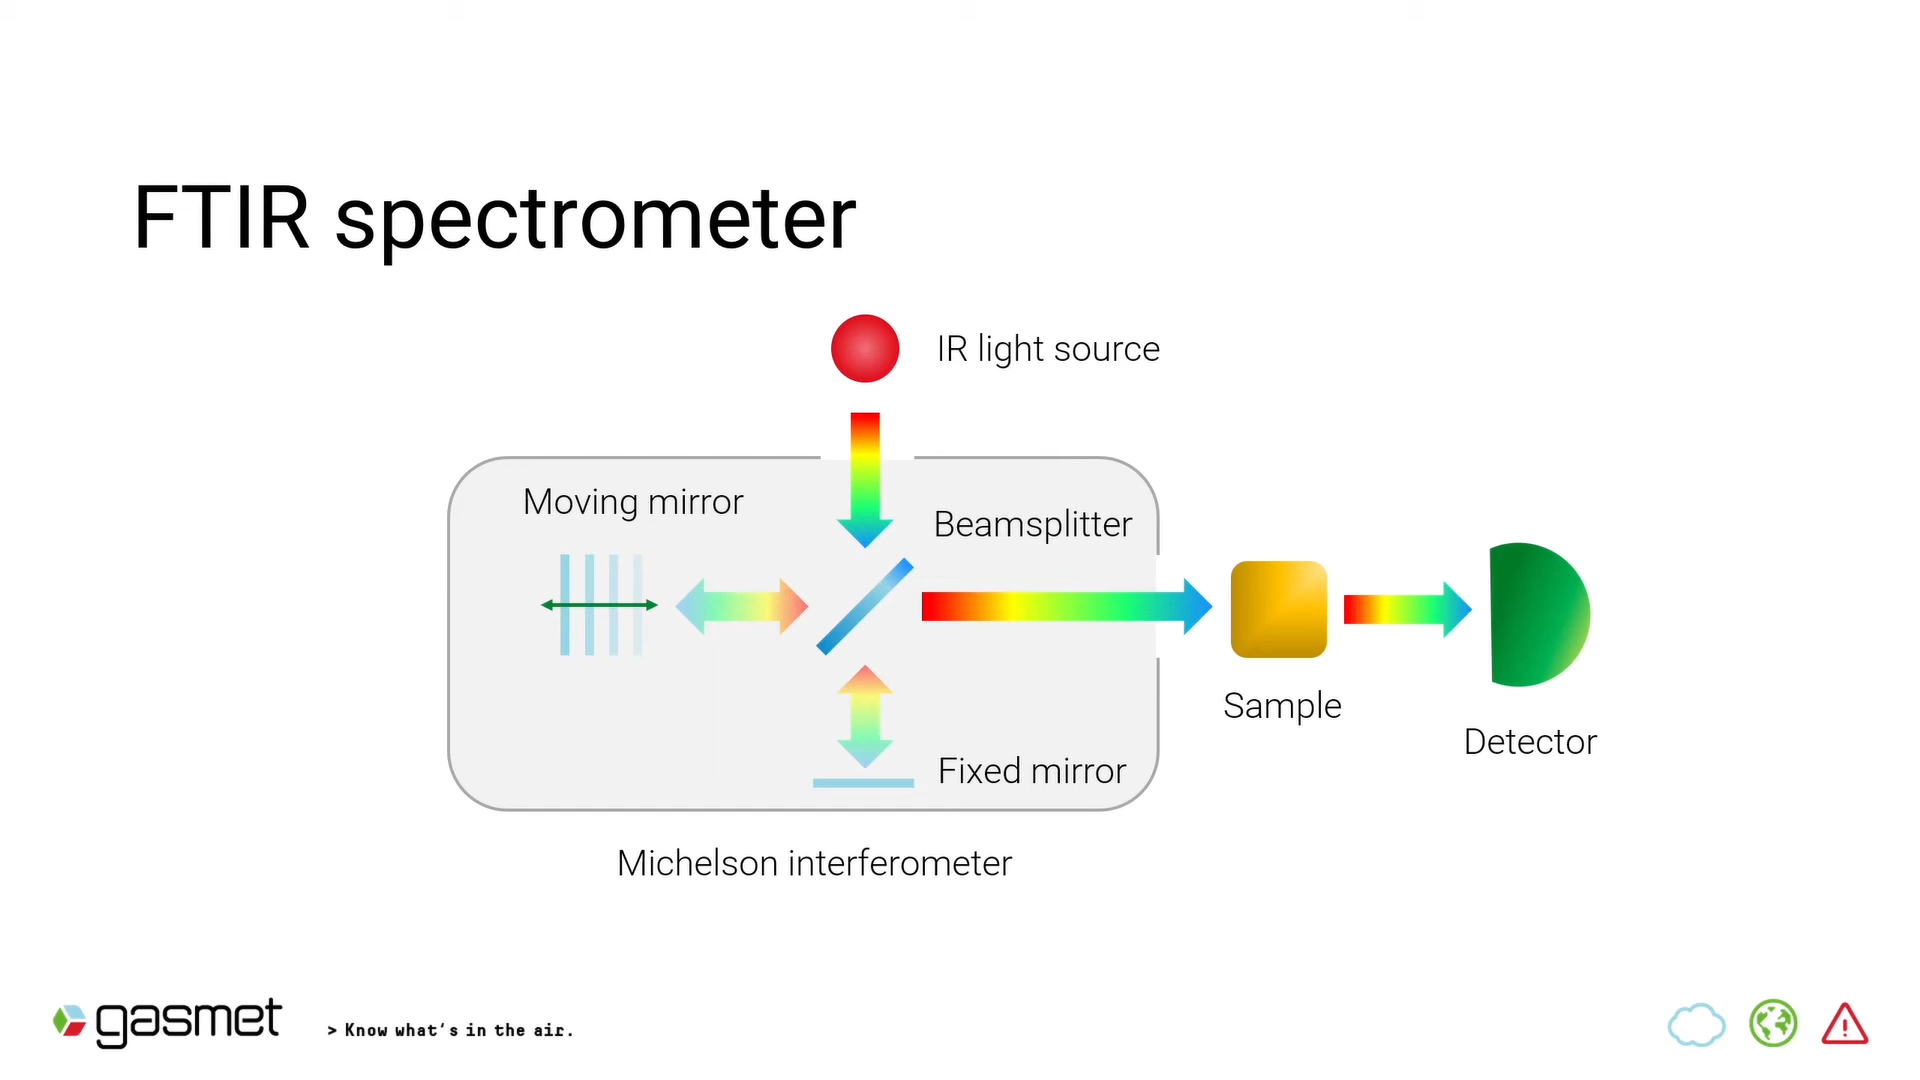 FTIR spectrometer
IR light source
Moving mirror
Beamsplitter
Sample
Detector
Fixed mirror
Michelson interferometer
gasmet
> Know what's in the air.